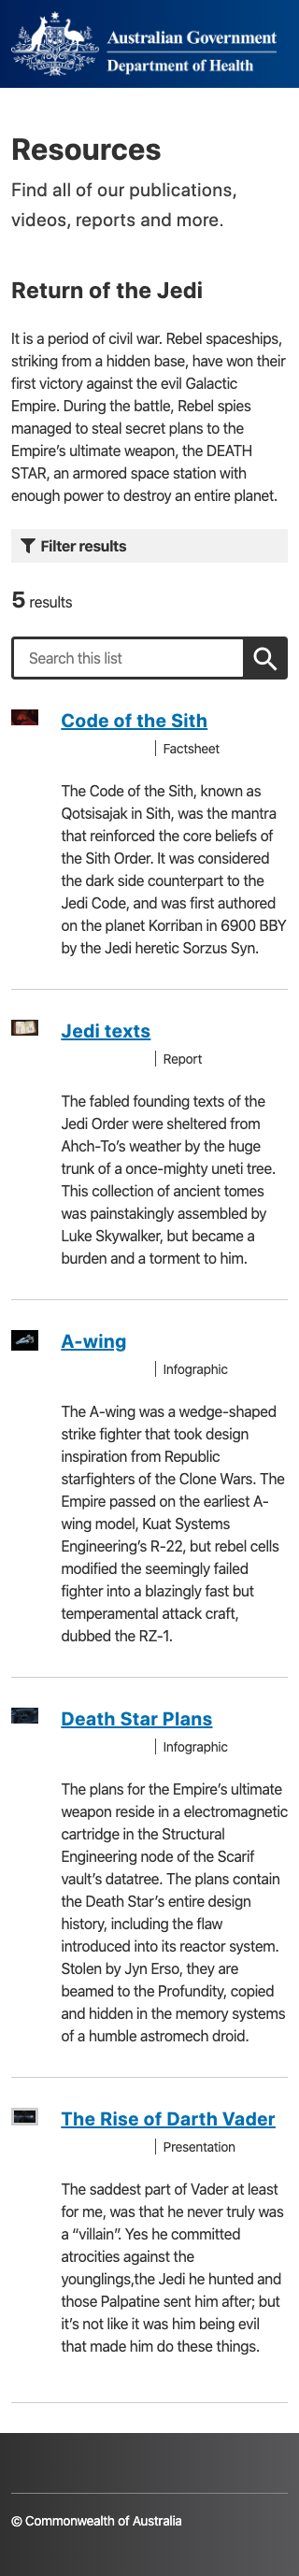 Australian Government
Department of Health
Resources
Find all of our publications,
videos, reports and more.
Return of the Jedi
It is a period of civil war. Rebel spaceships,
striking from a hidden base, have won their
first victory against the evil Galactic
Empire. During the battle, Rebel spies
managed to steal secret plans to the
Empire’s ultimate weapon, the DEATH
STAR, an armored space station with
enough power to destroy an entire planet.
Filter results
5 results
Search this list
Code of the Sith
Factsheet
The Code of the Sith, known as
Qotsisajak in Sith, was the mantra
that reinforced the core beliefs of
the Sith Order. It was considered
the dark side counterpart to the
Jedi Code, and was first authored
on the planet Korriban in 6900 BBY
by the Jedi heretic Sorzus Syn.
Jedi texts
Report
The fabled founding texts of the
Jedi Order were sheltered from
Ahch-To’s weather by the huge
trunk of a once-mighty uneti tree.
This collection of ancient tomes
was painstakingly assembled by
Luke Skywalker, but became a
burden and a torment to him.
A-wing
Infographic
The A-wing was a wedge-shaped
strike fighter that took design
inspiration from Republic
starfighters of the Clone Wars. The
Empire passed on the earliest A-
wing model, Kuat Systems
Engineering’s R-22, but rebel cells
modified the seemingly failed
fighter into a blazingly fast but
temperamental attack craft,
dubbed the RZ-1.
Death Star Plans
Infographic
The plans for the Empire’s ultimate
weapon reside in a electromagnetic
cartridge in the Structural
Engineering node of the Scarif
vault’s datatree. The plans contain
the Death Star’s entire design
history, including the flaw
introduced into its reactor system.
Stolen by Jyn Erso, they are
beamed to the Profundity, copied
and hidden in the memory systems
of a humble astromech droid.
The Rise of Darth Vader
Presentation
The saddest part of Vader at least
for me, was that he never truly was
a “villain”. Yes he committed
atrocities against the
younglings,the Jedi he hunted and
those Palpatine sent him after; but
it’s not like it was him being evil
that made him do these things.
© Commonwealth of Australia